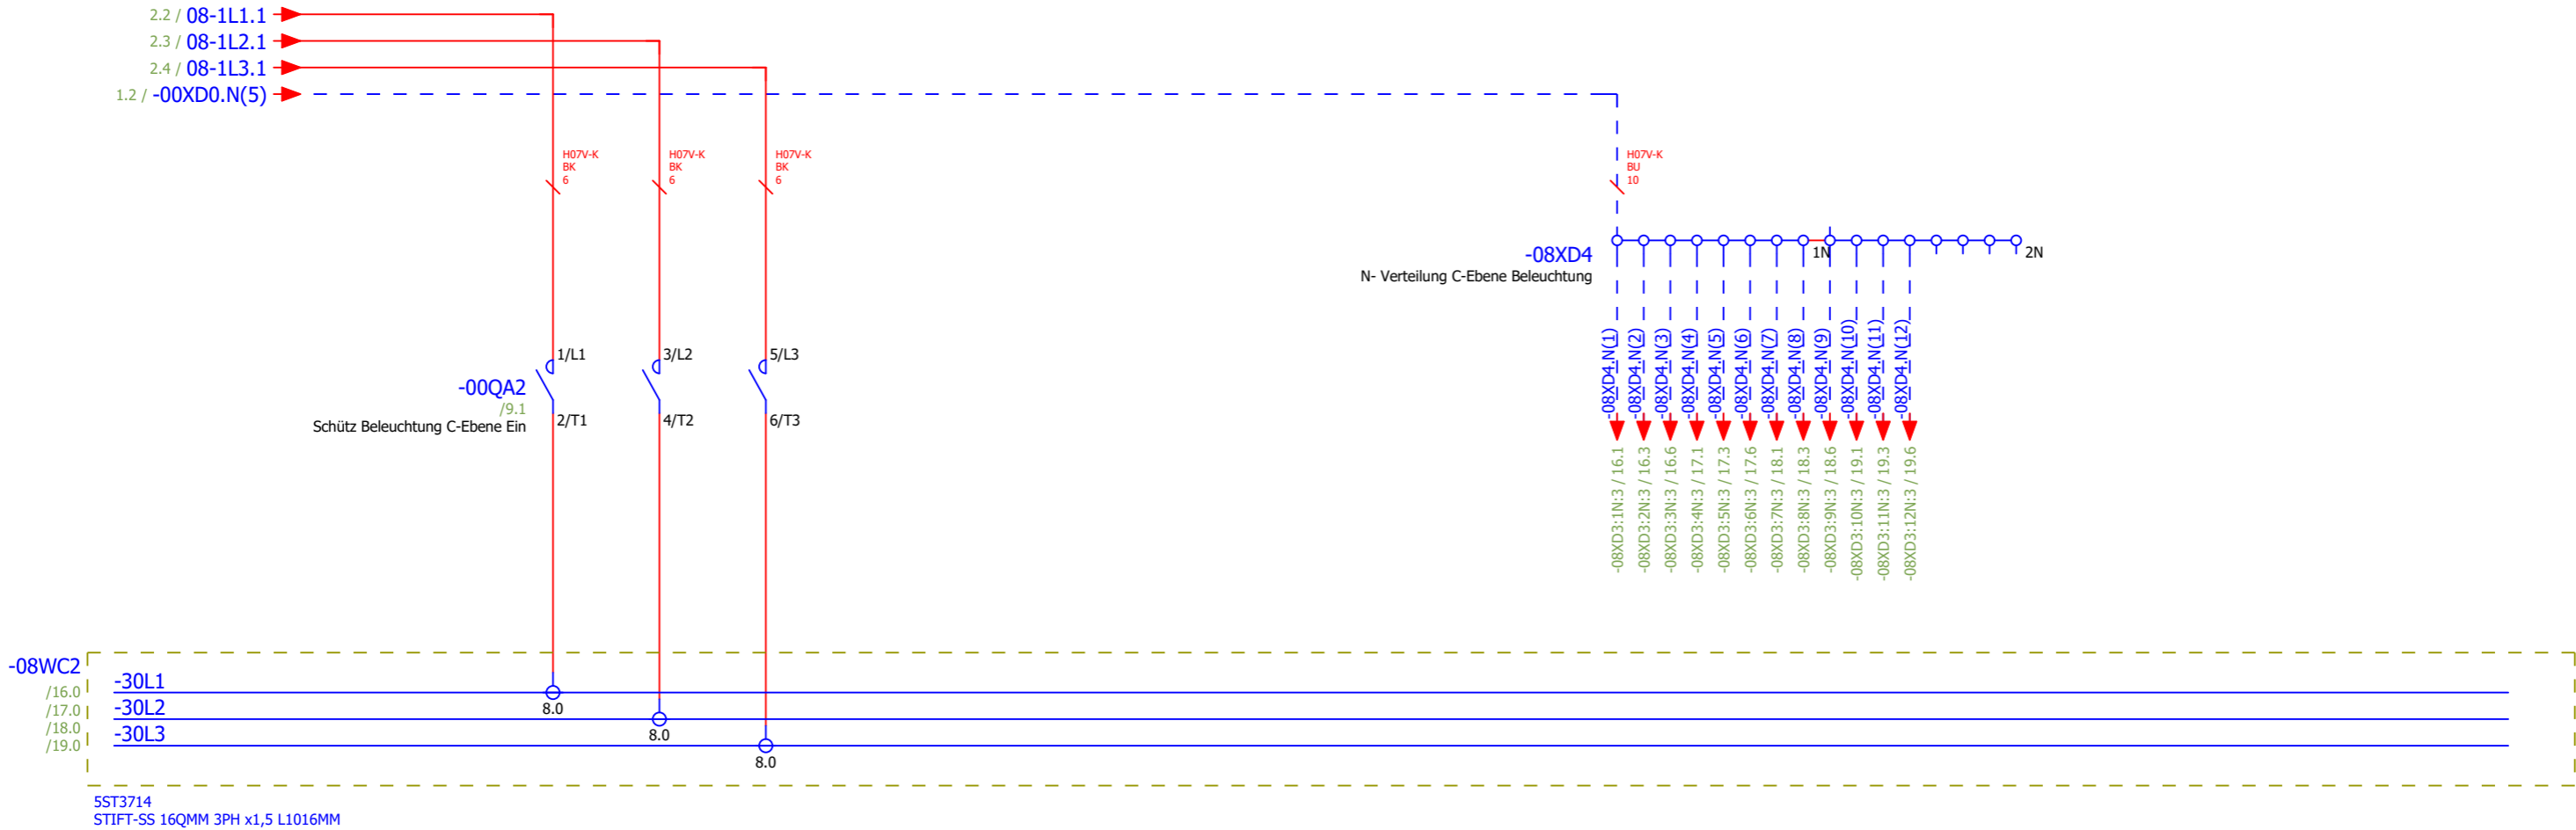 2.2 / 08-1L1.1
2.3 / 08-1L2.1
2.4 / 08-1L3.1
1.2 / -00XD0.N(5)
H07V-K
BK
6
H07V-K
BK
6
H07V-K
BK
6
H07V-K
BU
10
-08XD4
N- Verteilung C-Ebene Beleuchtung
1N
2N
-08XD4.N(1)
-08XD4.N(2)
-08XD4.N(3)
-08XD4.N(4)
-08XD4.N(5)
-08XD4.N(6)
-08XD4.N(7)
-08XD4.N(8)
-08XD4.N(9)
-08XD4.N(10)
-08XD4.N(11)
-08XD4.N(12)
-08XD3:1N:3 / 16.1
-08XD3:2N:3 / 16.3
-08XD3:3N:3 / 16.6
-08XD3:4N:3 / 17.1
-08XD3:5N:3 / 17.3
-08XD3:6N:3 / 17.6
-08XD3:7N:3 / 18.1
-08XD3:8N:3 / 18.3
-08XD3:9N:3 / 18.6
-08XD3:10N:3 / 19.1
-08XD3:11N:3 / 19.3
-08XD3:12N:3 / 19.6
1/L1
3/L2
5/L3
-00QA2
/9.1
Schütz Beleuchtung C-Ebene Ein
2/T1
4/T2
6/T3
-08WC2
/16.0
/17.0
/18.0
/19.0
-30L1
-30L2
-30L3
8.0
8.0
8.0
5ST3714
STIFT-SS 16QMM 3PH x1,5 L1016MM